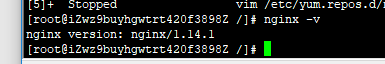 [5]+  Stopped                 vim /etc/yum.repos.d/n
[root@iZwz9buyhgwtrt420f3898Z /]# nginx -v
nginx version: nginx/1.14.1
[root@iZwz9buyhgwtrt420f3898Z /]#